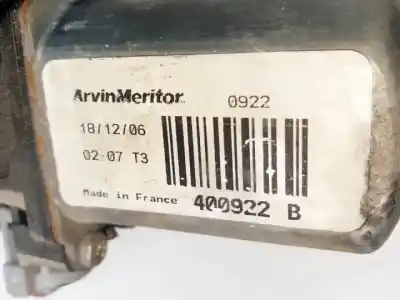 ArvinMeritor. 0922
18/12/06
02:07 T3
Made in France 400922 B